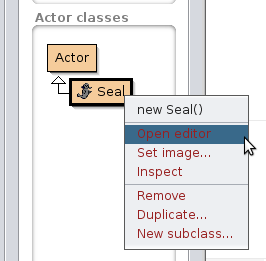 Actor classes
Actor
Seal
new Seal()
Open editor
Set image...
Inspect
Remove
Duplicate...
New subclass...